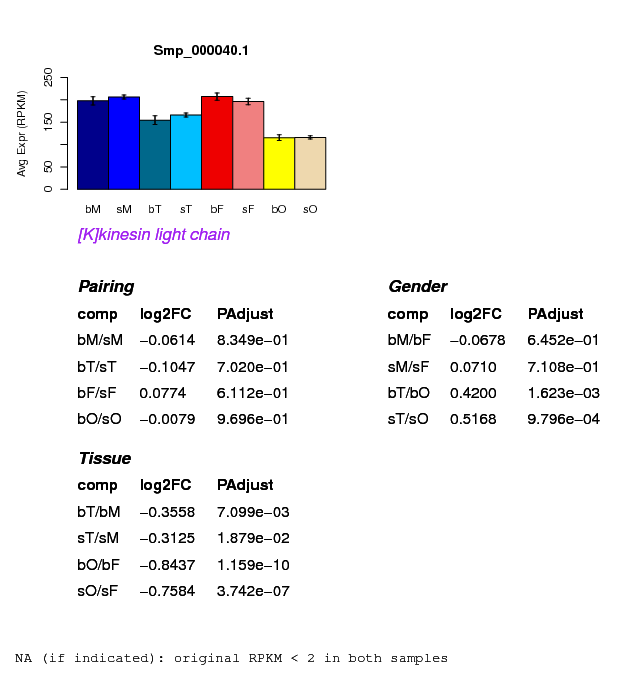 Smp_000040.1
Avg Expr (RPKM)
250
150
50
0
bM sM bT sT bF sF bO sO
[K]kinesin light chain
Pairing
comp log2FC PAdjust
bM/sM −0.0614 8.349e−01
bT/sT −0.1047 7.020e−01
bF/sF 0.0774 6.112e−01
bO/sO −0.0079 9.696e−01
Gender
comp log2FC PAdjust
bM/bF −0.0678 6.452e−01
sM/sF 0.0710 7.108e−01
bT/bO 0.4200 1.623e−03
sT/sO 0.5168 9.796e−04
Tissue
comp log2FC PAdjust
bT/bM −0.3558 7.099e−03
sT/sM −0.3125 1.879e−02
bO/bF −0.8437 1.159e−10
sO/sF −0.7584 3.742e−07
NA (if indicated): original RPKM < 2 in both samples